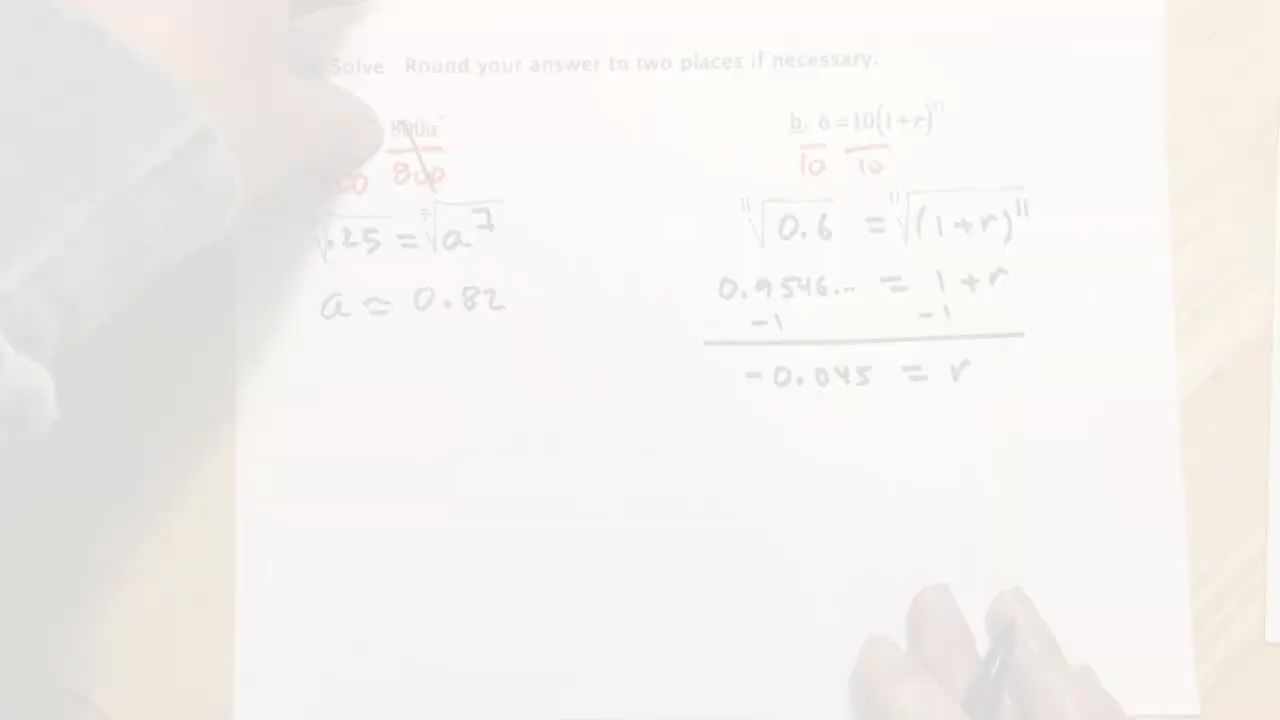 Solve Round your answer to two places if necessary.
800a
800
.25 = ⁷√a⁷
a ≃ 0.82
b. 6=10(1+r)¹¹
10 10
¹¹√0.6 = ¹¹√(1+r)¹¹
0.9546... = 1 + r
-1 -1
-0.045 = r